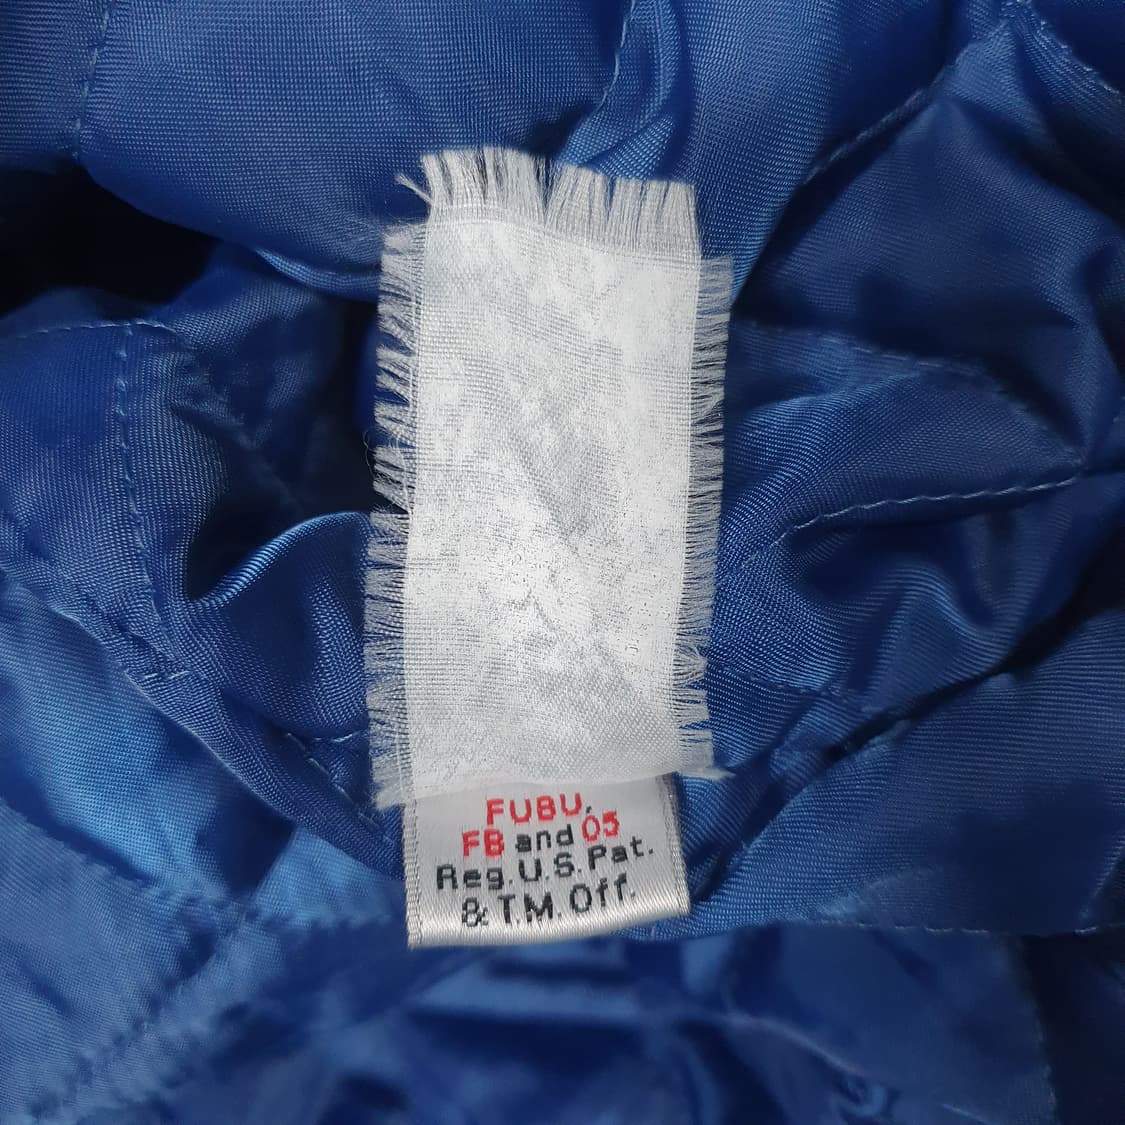 FUBU,
FB and 05
Reg. U.S. Pat.
& T.M. Off.